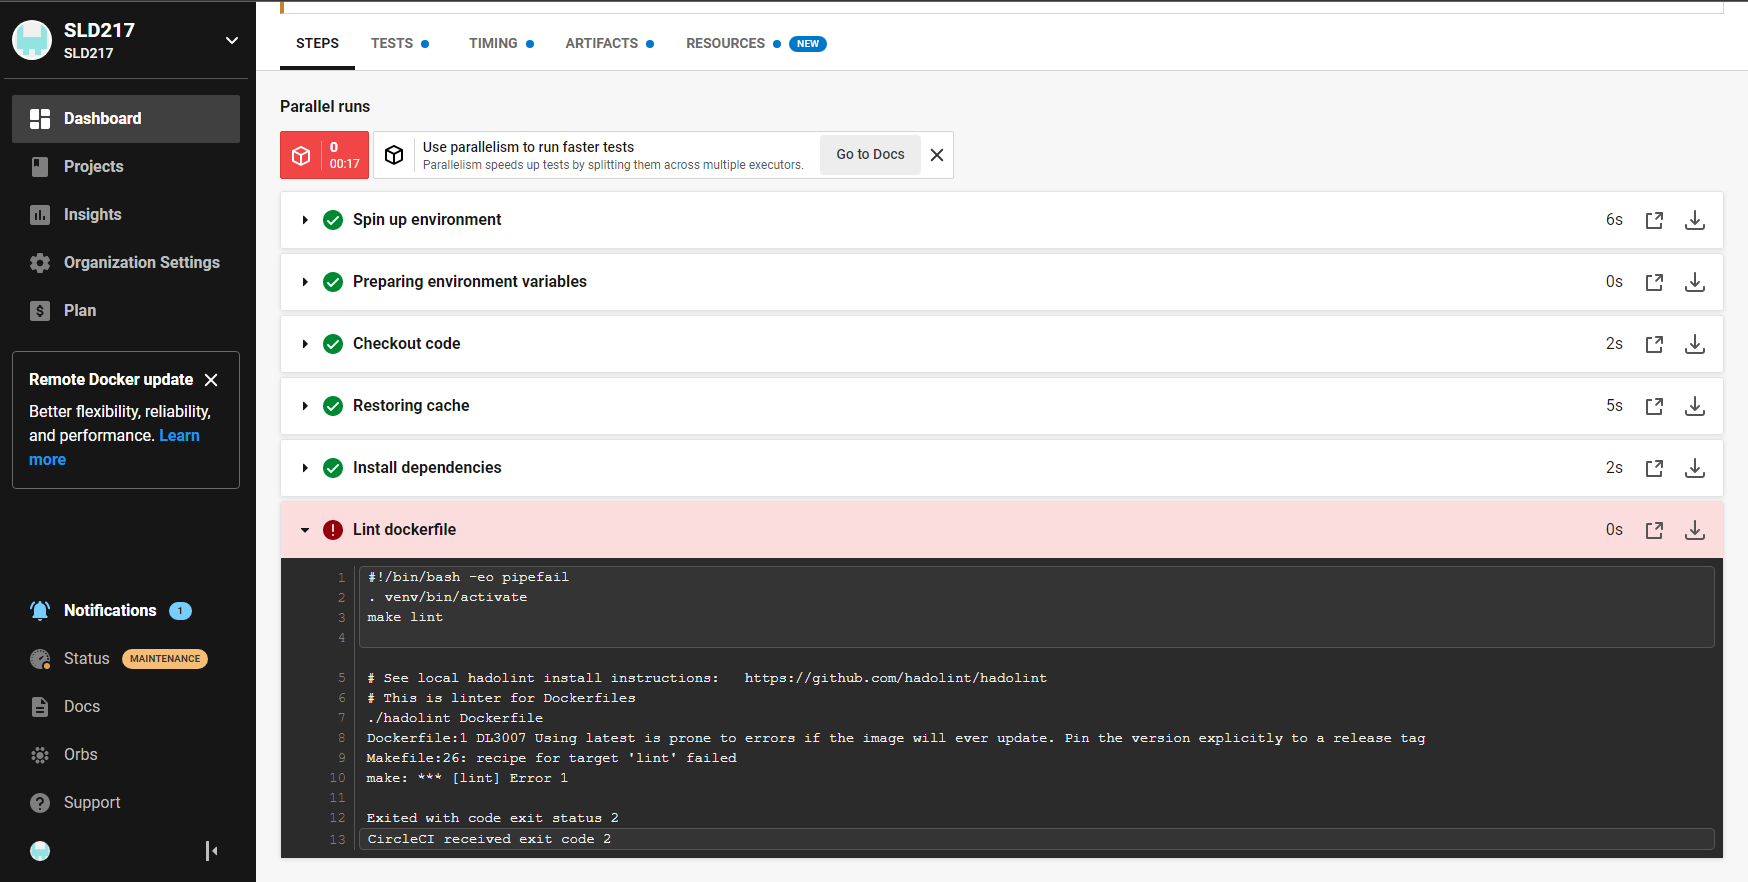 SLD217
SLD217
Dashboard
Projects
Insights
Organization Settings
Plan
Remote Docker update
Better flexibility, reliability,
and performance. Learn
more
Notifications 1
Status MAINTENANCE
Docs
Orbs
Support
STEPS TESTS TIMING ARTIFACTS RESOURCES NEW
Parallel runs
0
00:17
Use parallelism to run faster tests
Parallelism speeds up tests by splitting them across multiple executors.
Go to Docs
Spin up environment 6s
Preparing environment variables 0s
Checkout code 2s
Restoring cache 5s
Install dependencies 2s
Lint dockerfile 0s
1 #!/bin/bash -eo pipefail
2 . venv/bin/activate
3 make lint
4
5 # See local hadolint install instructions:   https://github.com/hadolint/hadolint
6 # This is linter for Dockerfiles
7 ./hadolint Dockerfile
8 Dockerfile:1 DL3007 Using latest is prone to errors if the image will ever update. Pin the version explicitly to a release tag
9 Makefile:26: recipe for target 'lint' failed
10 make: *** [lint] Error 1
11
12 Exited with code exit status 2
13 CircleCI received exit code 2